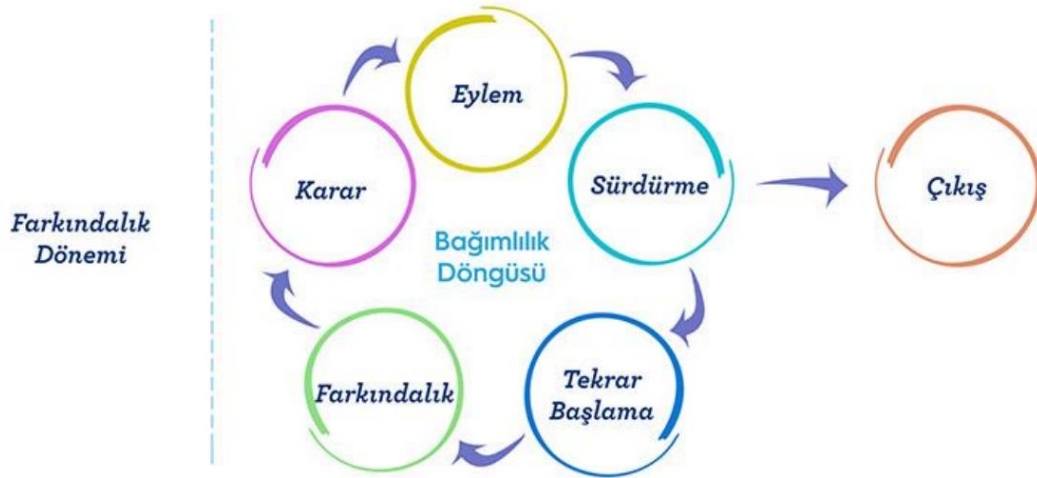 Farkındalık
Dönemi
Eylem
Karar
Sürdürme
Çıkış
Bağımlılık
Döngüsü
Farkındalık
Tekrar
Başlama